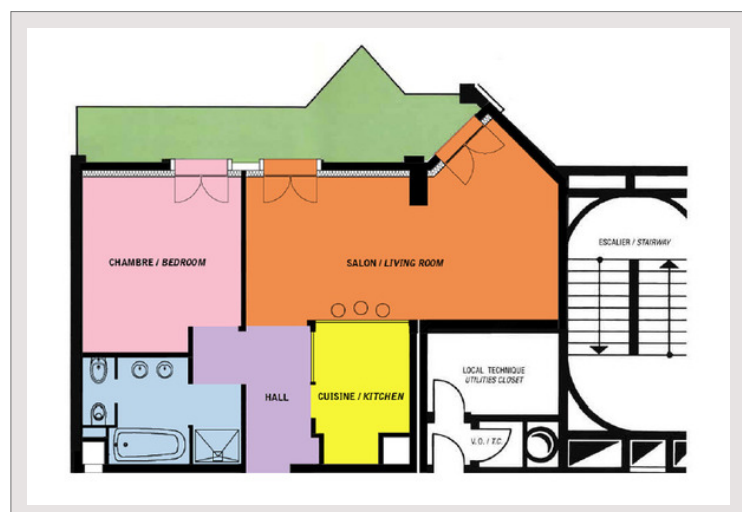 ESCALIER / STAIRWAY
CHAMBRE / BEDROOM
SALON / LIVING ROOM
LOCAL TECHNIQUE
UTILITIES CLOSET
HALL
CUISINE / KITCHEN
V.O. / T.C.